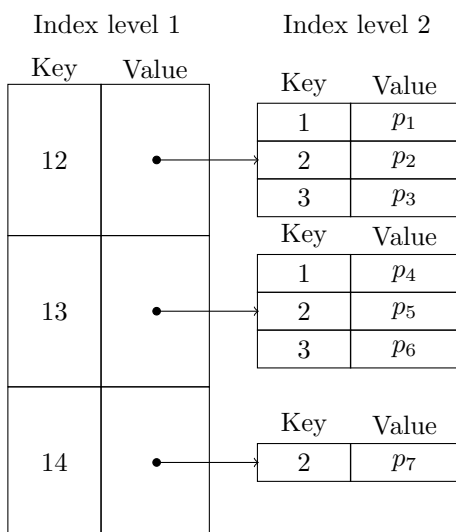 Index level 1 Index level 2
Key Value
Key Value
1 p₁
12 2 p₂
3 p₃
Key Value
1 p₄
13 2 p₅
3 p₆
Key Value
14 2 p₇